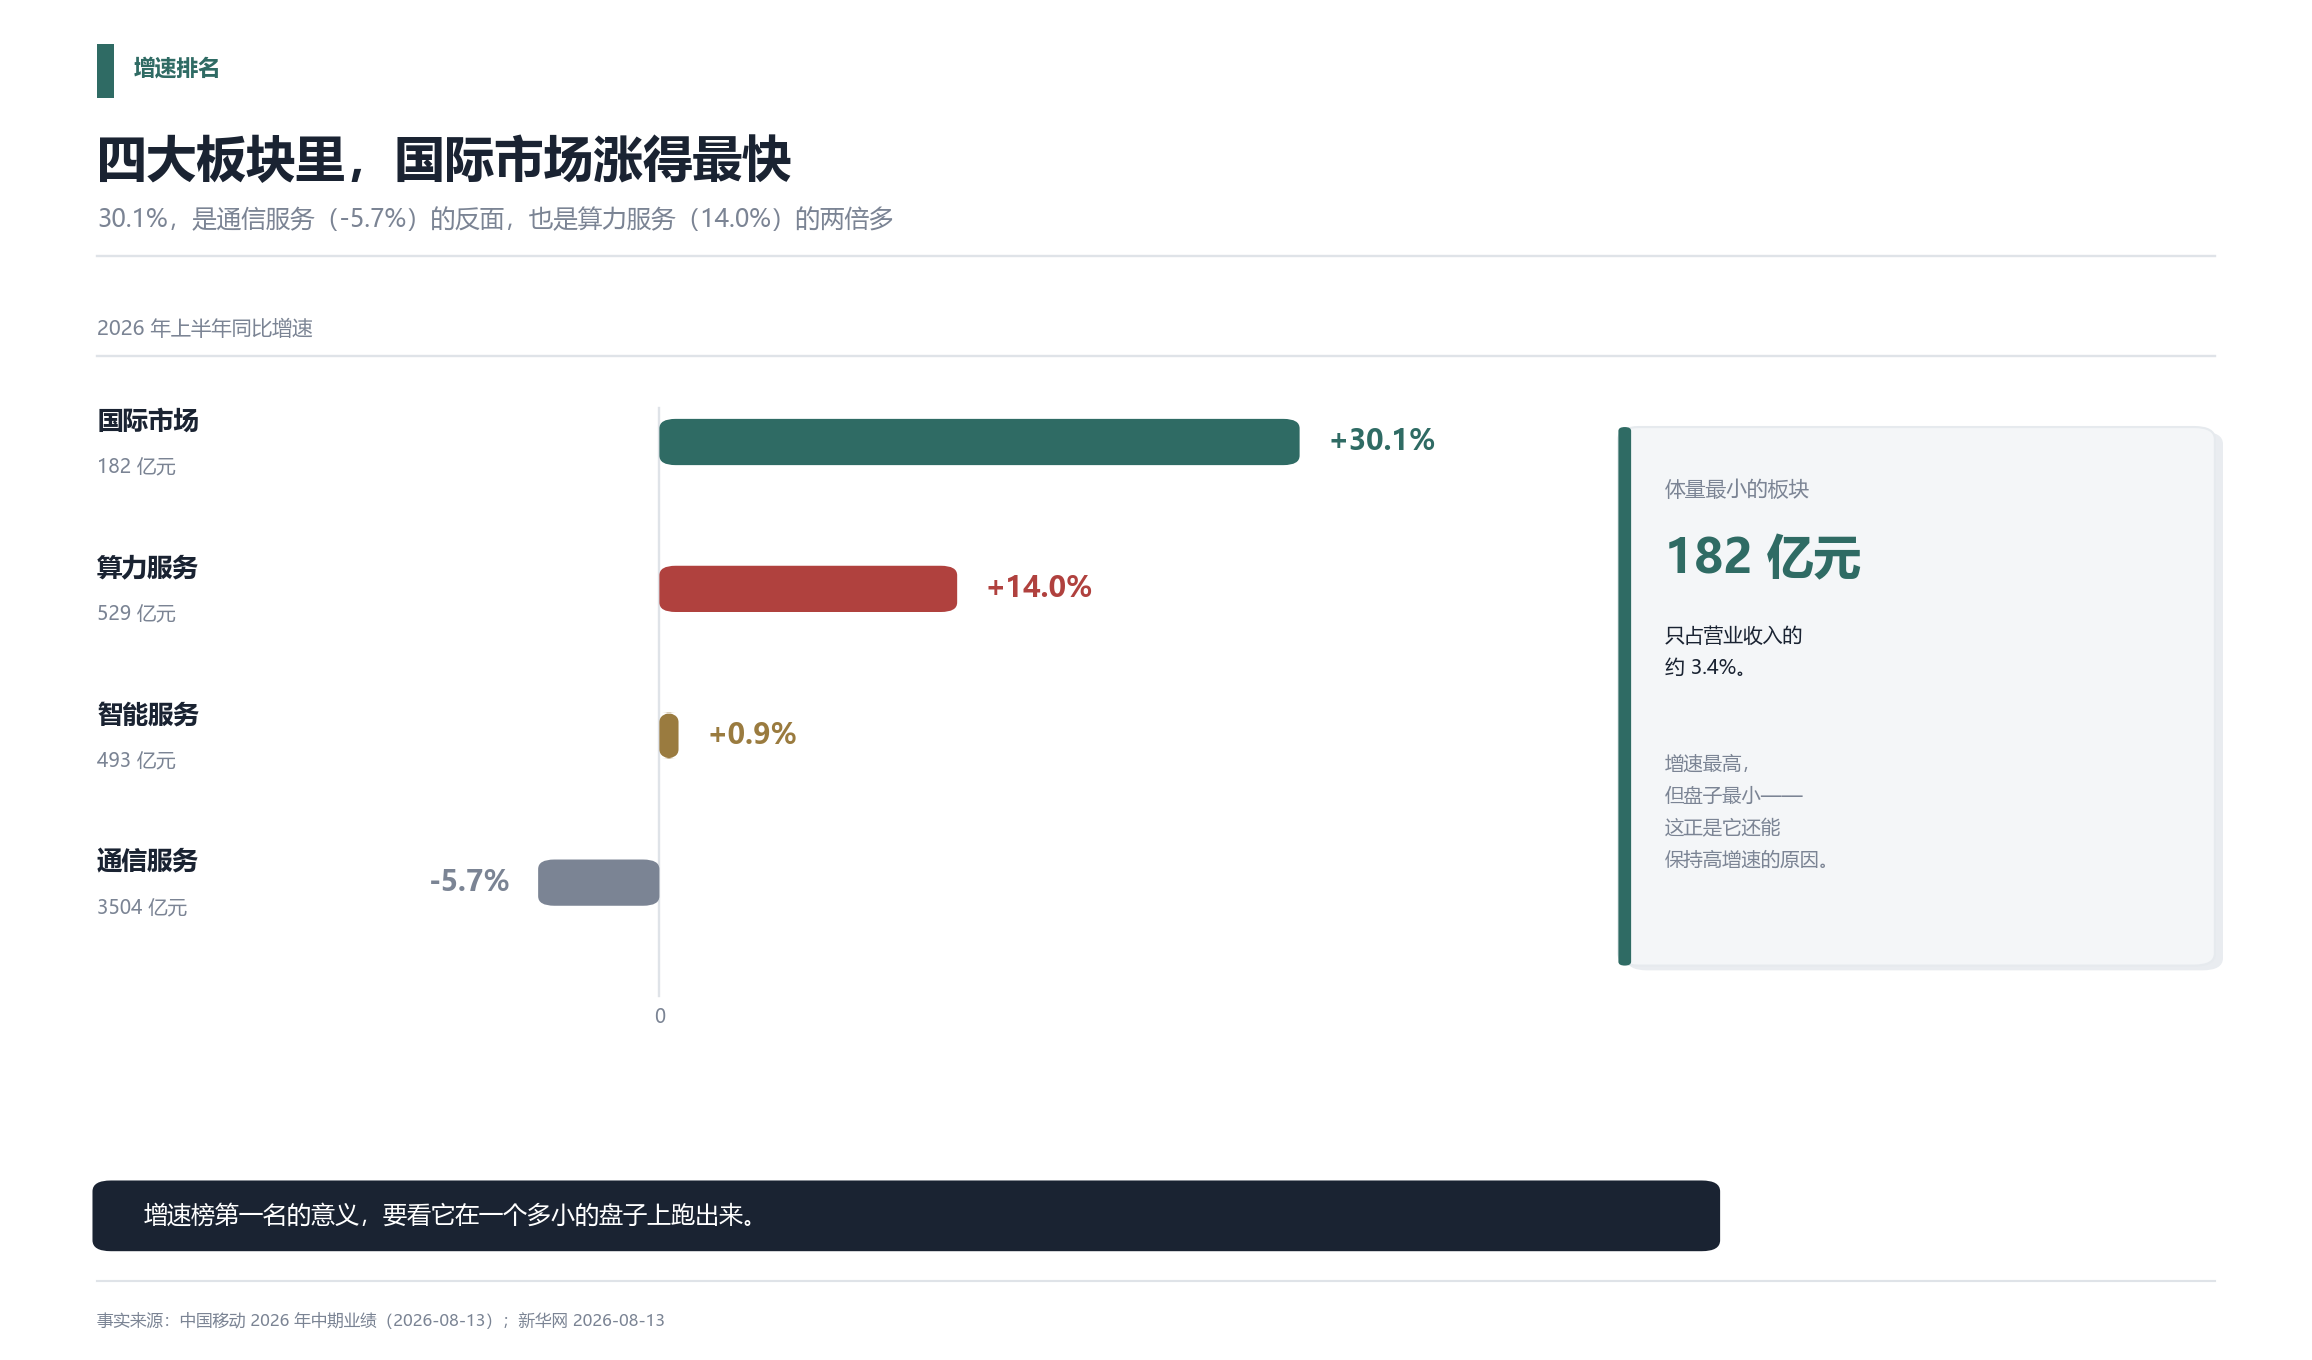 增速排名
四大板块里，国际市场涨得最快
30.1%，是通信服务（-5.7%）的反面，也是算力服务（14.0%）的两倍多
2026 年上半年同比增速
国际市场
182 亿元
+30.1%
算力服务
529 亿元
+14.0%
智能服务
493 亿元
+0.9%
通信服务
3504 亿元
-5.7%
0
体量最小的板块
182 亿元
只占营业收入的
约 3.4%。
增速最高，
但盘子最小——
这正是它还能
保持高增速的原因。
增速榜第一名的意义，要看它在一个多小的盘子上跑出来。
事实来源：中国移动 2026 年中期业绩（2026-08-13）；新华网 2026-08-13